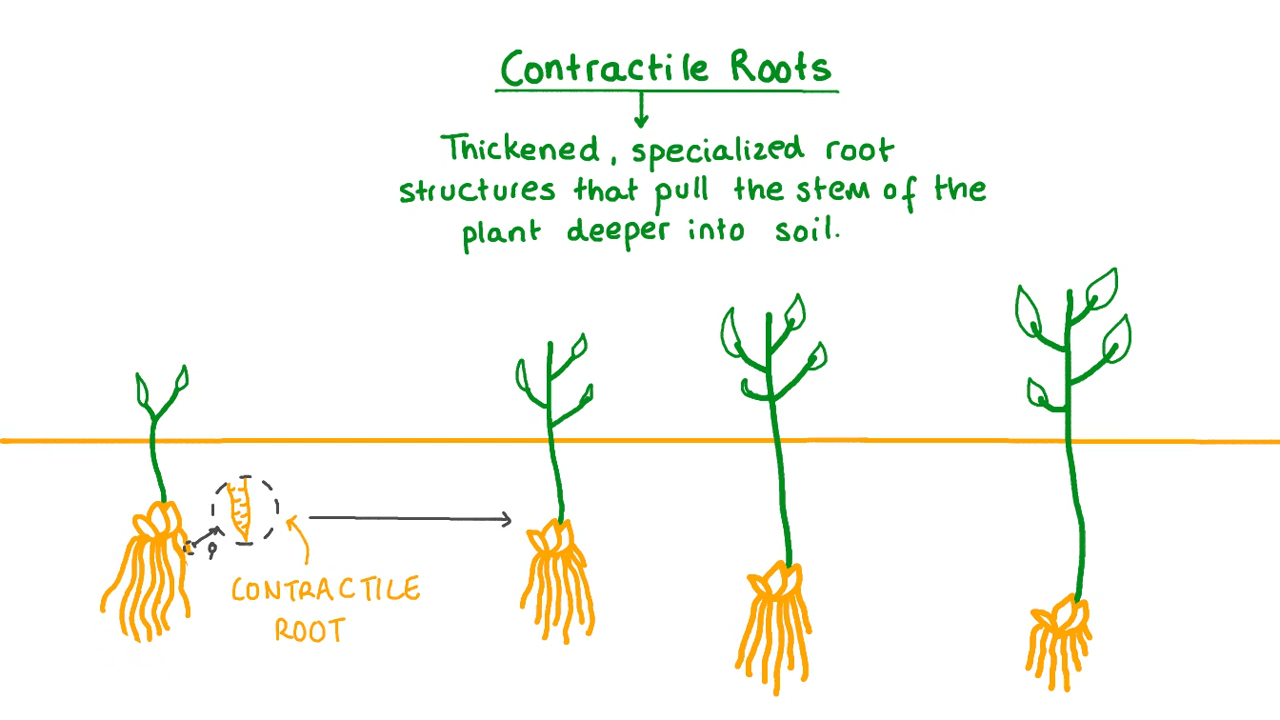 Contractile Roots
Thickened, specialized root
structures that pull the stem of the
plant deeper into soil.
CONTRACTILE
ROOT